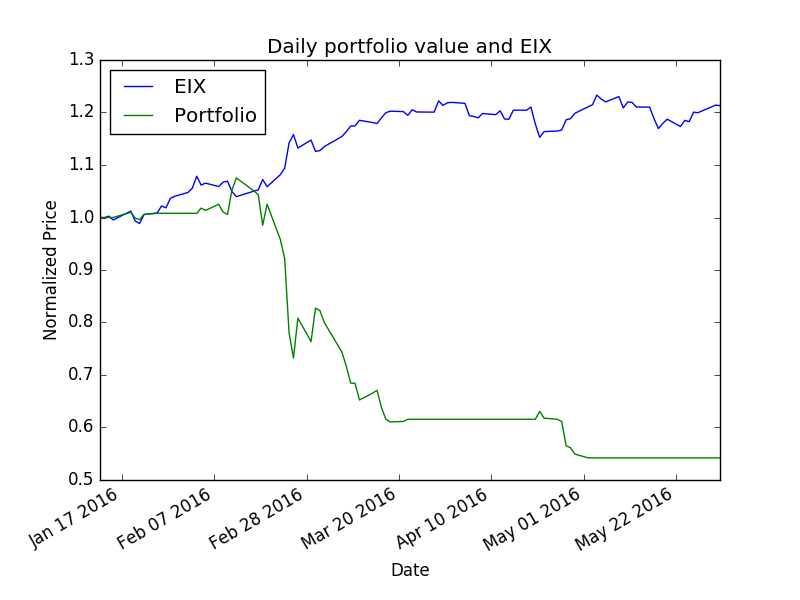 Daily portfolio value and EIX
EIX
Portfolio
1.3
1.2
1.1
1.0
0.9
0.8
0.7
0.6
0.5
Normalized Price
Jan 17 2016
Feb 07 2016
Feb 28 2016
Mar 20 2016
Apr 10 2016
May 01 2016
May 22 2016
Date